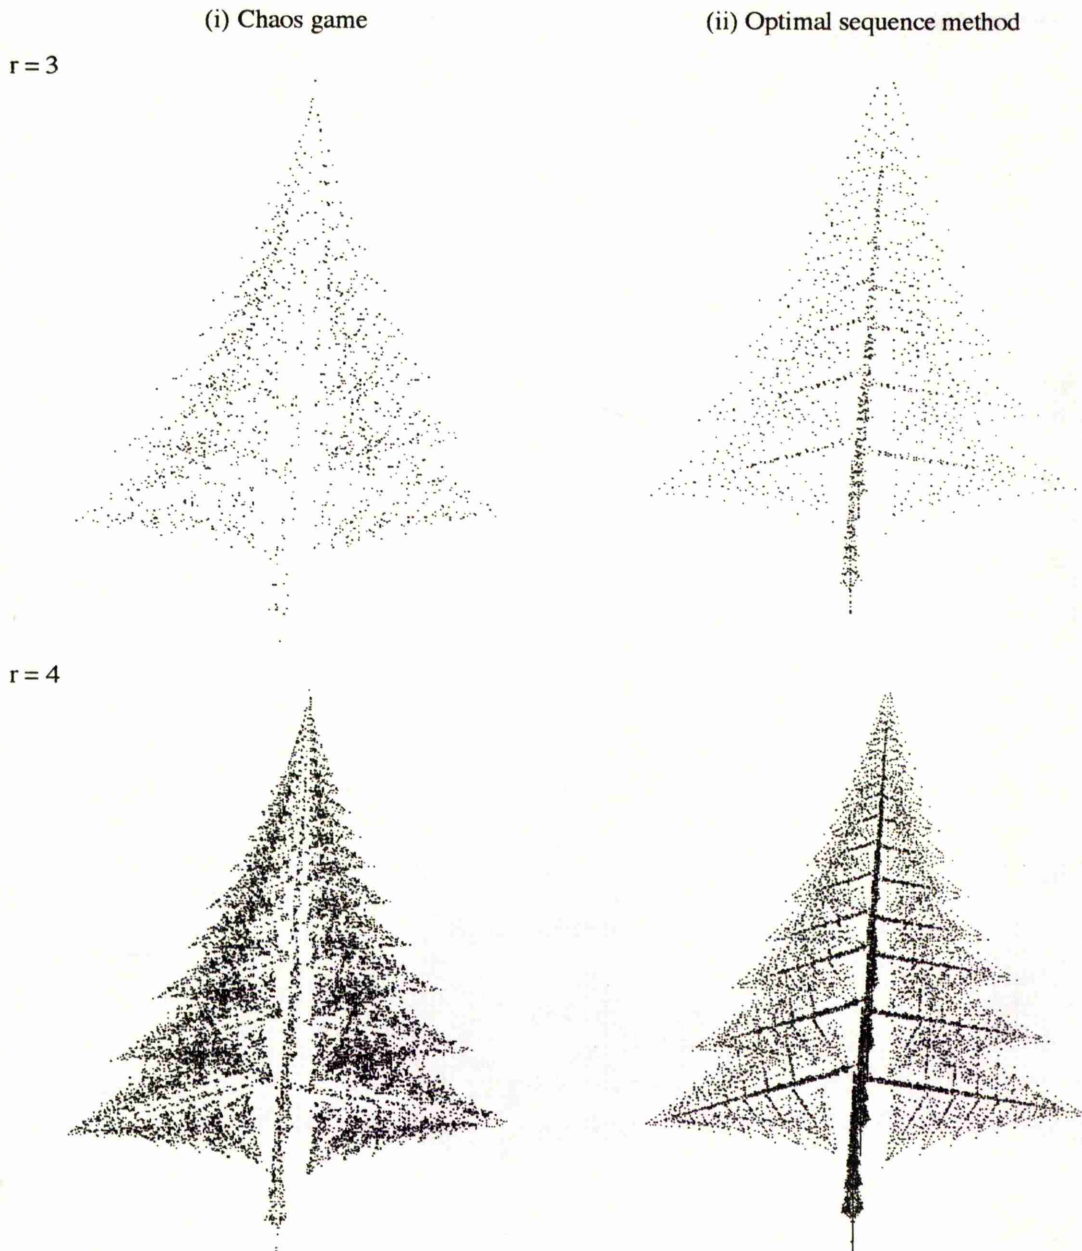 (i) Chaos game
(ii) Optimal sequence method
r = 3
r = 4